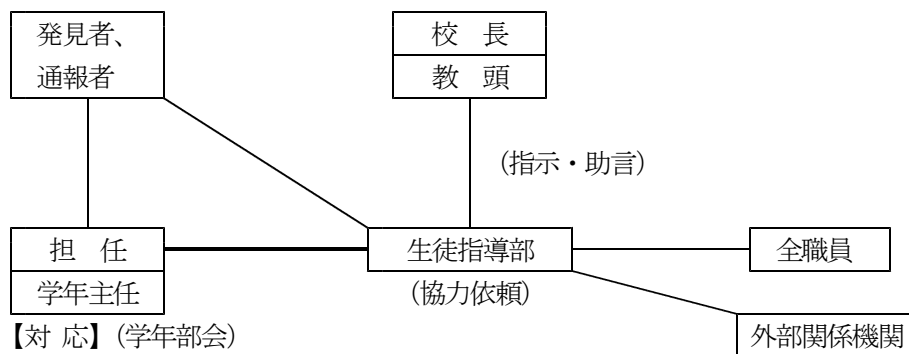 発見者、
通報者
校　長
教　頭
(指示・助言)
担　任
学年主任
生徒指導部
(協力依頼)
全職員
外部関係機関
【対 応】(学年部会)